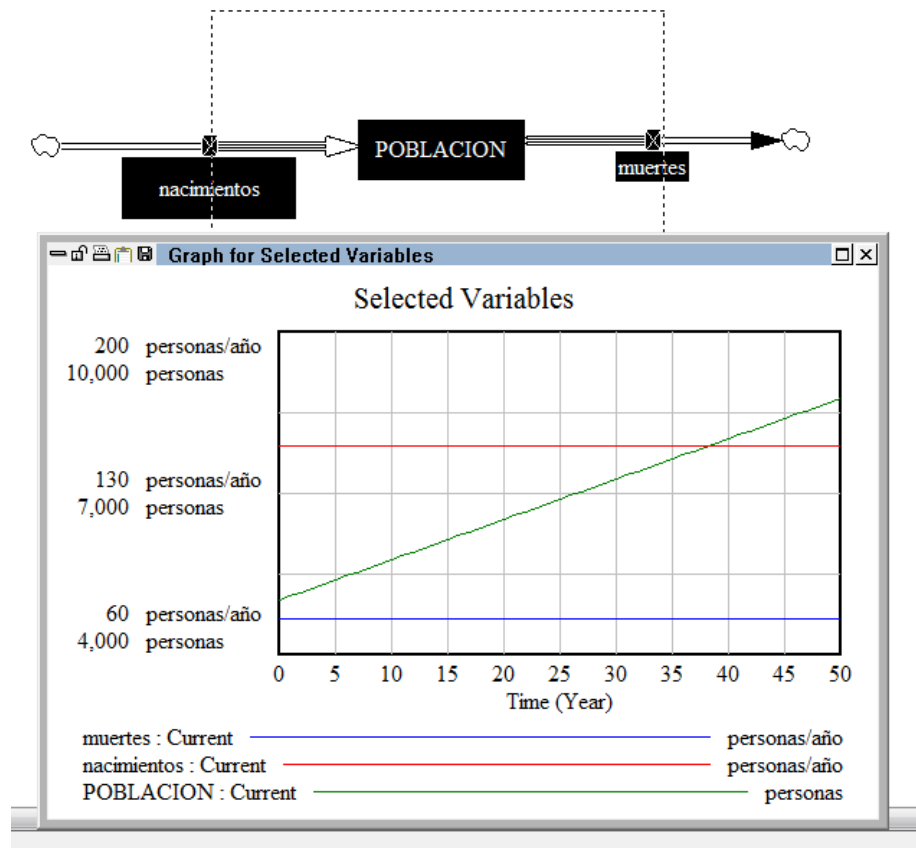 POBLACION
nacimientos
muertes
Graph for Selected Variables
Selected Variables
200 personas/año
10,000 personas
130 personas/año
7,000 personas
60 personas/año
4,000 personas
0 5 10 15 20 25 30 35 40 45 50
Time (Year)
muertes : Current personas/año
nacimientos : Current personas/año
POBLACION : Current personas